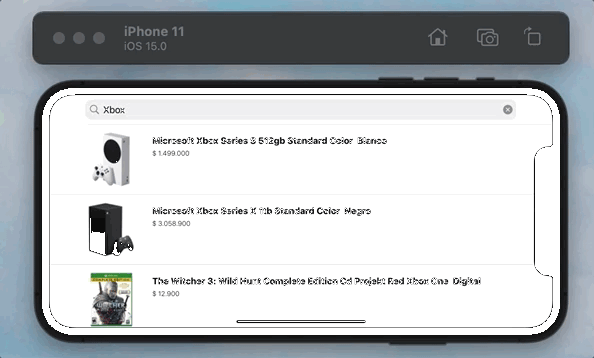 iPhone 11
iOS 15.0
Xbox
Microsoft Xbox Series S 512gb Standard Color Blanco
$ 1.499.000
Microsoft Xbox Series X 1tb Standard Color Negro
$ 3.058.900
The Witcher 3: Wild Hunt Complete Edition Cd Projekt Red Xbox One Digital
$ 12.900